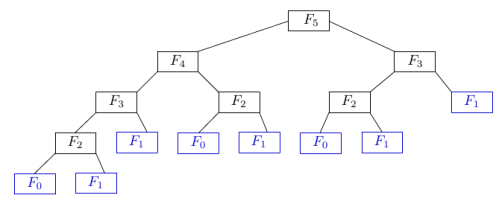 F₅
F₄ F₃
F₃ F₂ F₂ F₁
F₂ F₁ F₀ F₁ F₀ F₁
F₀ F₁